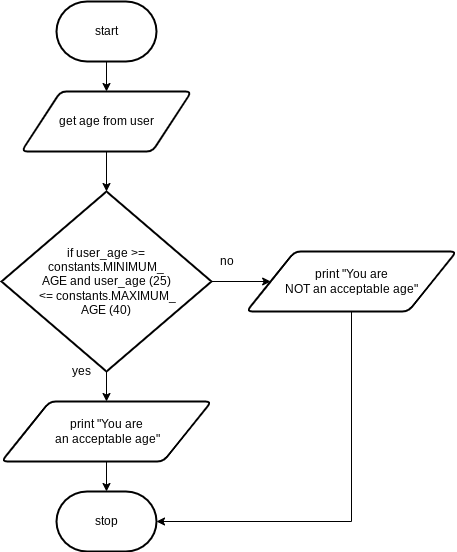 start
get age from user
if user_age >=
constants.MINIMUM_
AGE and user_age (25)
<= constants.MAXIMUM_
AGE (40)
no
print "You are
NOT an acceptable age"
yes
print "You are
an acceptable age"
stop